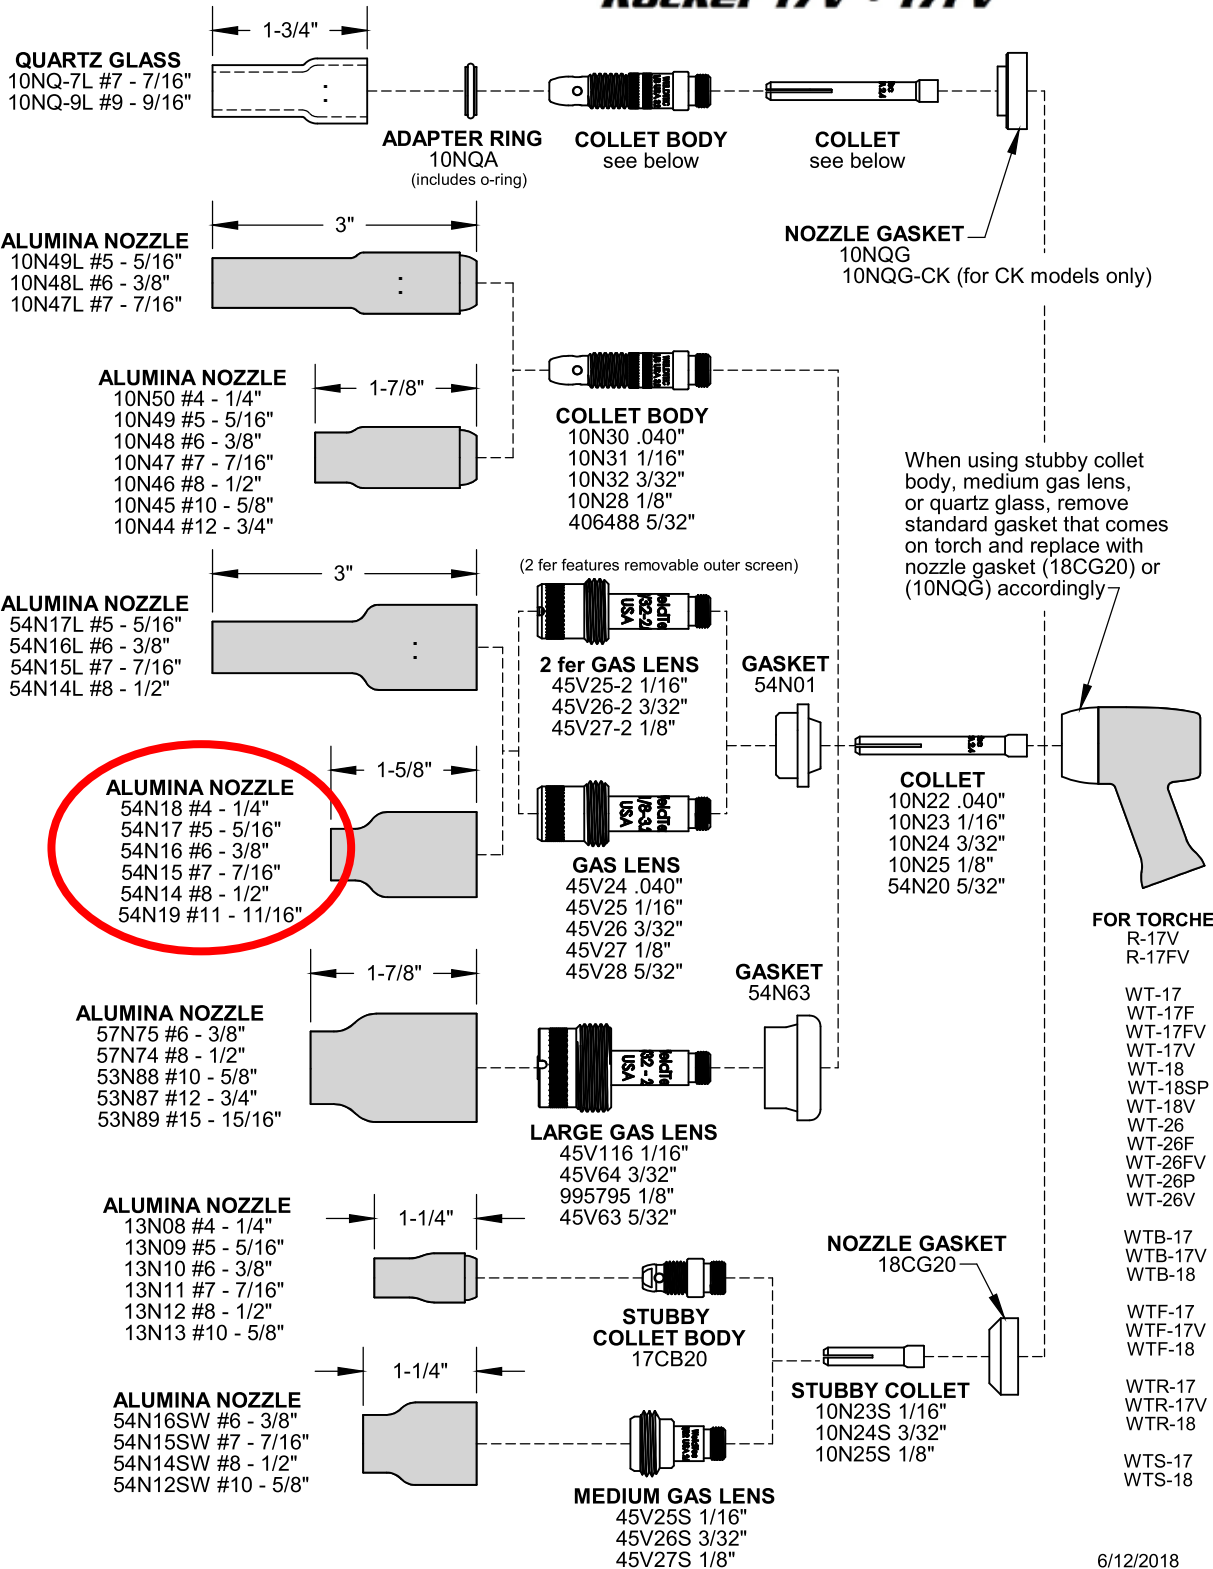 Rocket 17V • 17FV
1-3/4"
QUARTZ GLASS
10NQ-7L #7 - 7/16"
10NQ-9L #9 - 9/16"
ADAPTER RING
10NQA
(includes o-ring)
COLLET BODY
see below
COLLET
see below
NOZZLE GASKET
10NQG
10NQG-CK (for CK models only)
3"
ALUMINA NOZZLE
10N49L #5 - 5/16"
10N48L #6 - 3/8"
10N47L #7 - 7/16"
1-7/8"
ALUMINA NOZZLE
10N50 #4 - 1/4"
10N49 #5 - 5/16"
10N48 #6 - 3/8"
10N47 #7 - 7/16"
10N46 #8 - 1/2"
10N45 #10 - 5/8"
10N44 #12 - 3/4"
COLLET BODY
10N30 .040"
10N31 1/16"
10N32 3/32"
10N28 1/8"
406488 5/32"
When using stubby collet
body, medium gas lens,
or quartz glass, remove
standard gasket that comes
on torch and replace with
nozzle gasket (18CG20) or
(10NQG) accordingly
3"
ALUMINA NOZZLE
54N17L #5 - 5/16"
54N16L #6 - 3/8"
54N15L #7 - 7/16"
54N14L #8 - 1/2"
(2 fer features removable outer screen)
USA
2 fer GAS LENS
45V25-2 1/16"
45V26-2 3/32"
45V27-2 1/8"
GASKET
54N01
1-5/8"
ALUMINA NOZZLE
54N18 #4 - 1/4"
54N17 #5 - 5/16"
54N16 #6 - 3/8"
54N15 #7 - 7/16"
54N14 #8 - 1/2"
54N19 #11 - 11/16"
USA
GAS LENS
45V24 .040"
45V25 1/16"
45V26 3/32"
45V27 1/8"
45V28 5/32"
COLLET
10N22 .040"
10N23 1/16"
10N24 3/32"
10N25 1/8"
54N20 5/32"
1-7/8"
ALUMINA NOZZLE
57N75 #6 - 3/8"
57N74 #8 - 1/2"
53N88 #10 - 5/8"
53N87 #12 - 3/4"
53N89 #15 - 15/16"
USA
LARGE GAS LENS
45V116 1/16"
45V64 3/32"
995795 1/8"
45V63 5/32"
GASKET
54N63
FOR TORCHE
R-17V
R-17FV
WT-17
WT-17F
WT-17FV
WT-17V
WT-18
WT-18SP
WT-18V
WT-26
WT-26F
WT-26FV
WT-26P
WT-26V
WTB-17
WTB-17V
WTB-18
WTF-17
WTF-17V
WTF-18
WTR-17
WTR-17V
WTR-18
WTS-17
WTS-18
ALUMINA NOZZLE
13N08 #4 - 1/4"
13N09 #5 - 5/16"
13N10 #6 - 3/8"
13N11 #7 - 7/16"
13N12 #8 - 1/2"
13N13 #10 - 5/8"
1-1/4"
STUBBY
COLLET BODY
17CB20
NOZZLE GASKET
18CG20
1-1/4"
ALUMINA NOZZLE
54N16SW #6 - 3/8"
54N15SW #7 - 7/16"
54N14SW #8 - 1/2"
54N12SW #10 - 5/8"
MEDIUM GAS LENS
45V25S 1/16"
45V26S 3/32"
45V27S 1/8"
STUBBY COLLET
10N23S 1/16"
10N24S 3/32"
10N25S 1/8"
6/12/2018